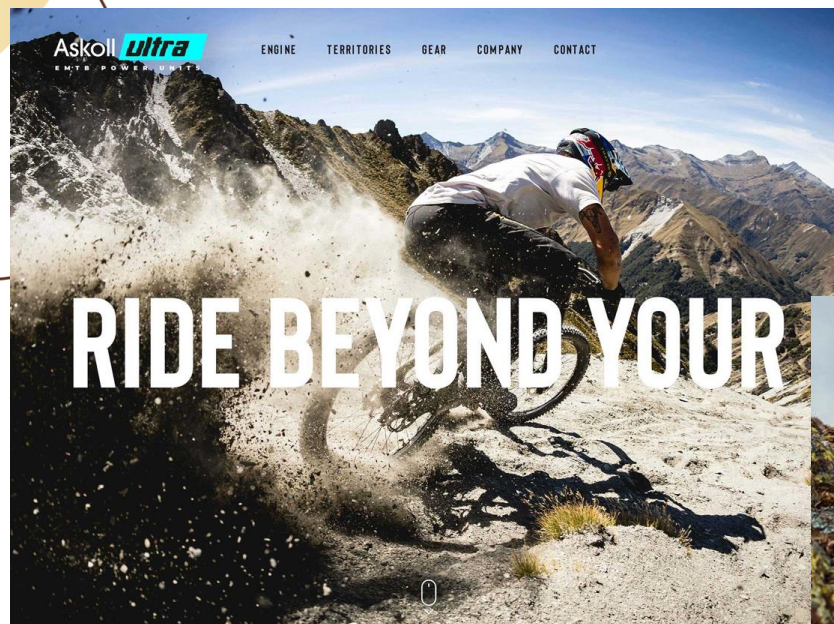 Askoll ultra
EMTB POWER UNITS
ENGINE TERRITORIES GEAR COMPANY CONTACT
RIDE BEYOND YOUR